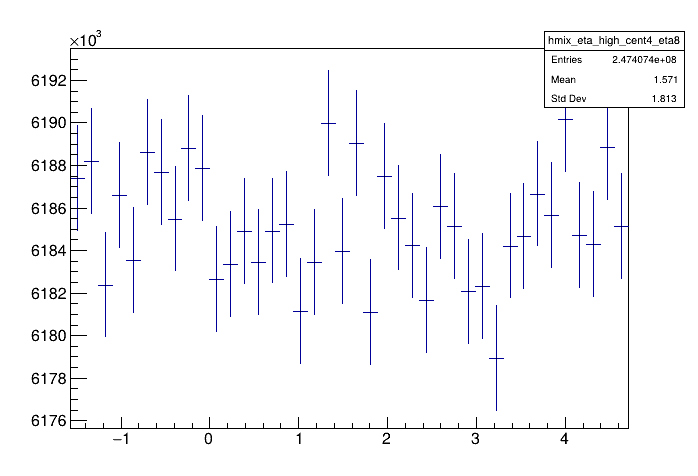 ×10³
hmix_eta_high_cent4_eta8
Entries 2.474074e+08
Mean 1.571
Std Dev 1.813
6192
6190
6188
6186
6184
6182
6180
6178
6176
−1 0 1 2 3 4